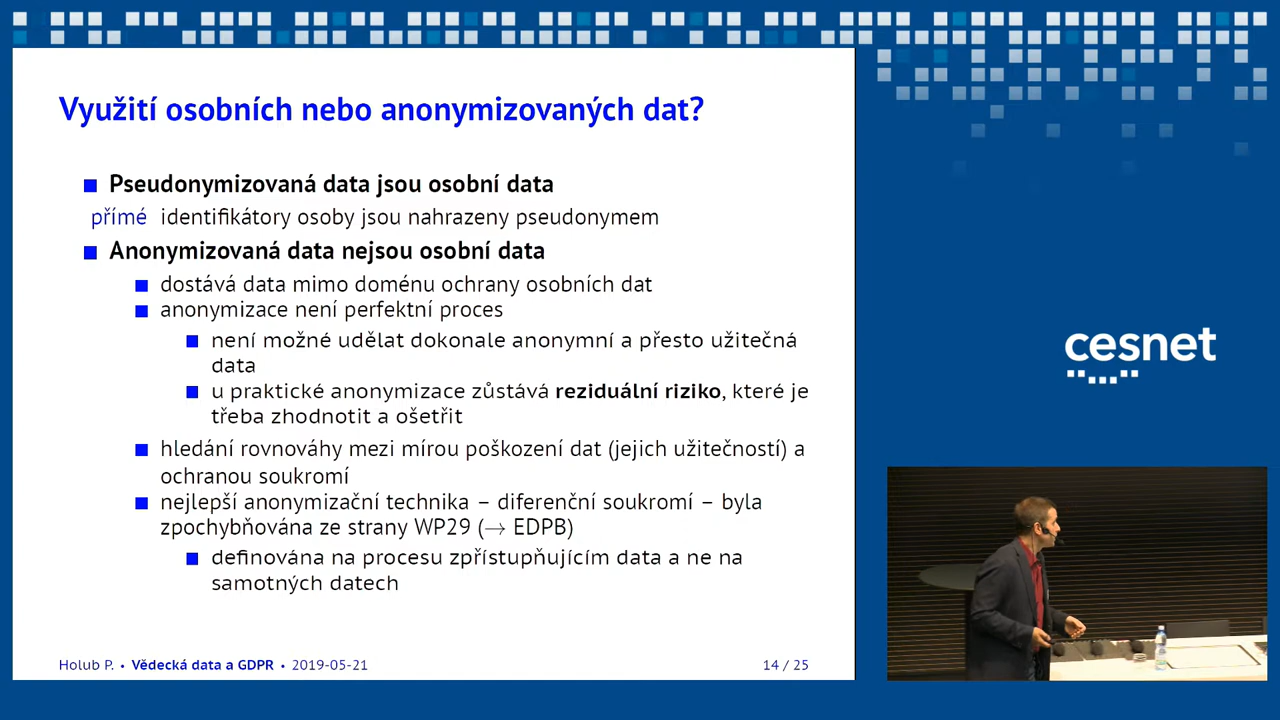 Využití osobních nebo anonymizovaných dat?
Pseudonymizovaná data jsou osobní data
přímé identifikátory osoby jsou nahrazeny pseudonymem
Anonymizovaná data nejsou osobní data
dostává data mimo doménu ochrany osobních dat
anonymizace není perfektní proces
není možné udělat dokonale anonymní a přesto užitečná
data
u praktické anonymizace zůstává reziduální riziko, které je
třeba zhodnotit a ošetřit
hledání rovnováhy mezi mírou poškození dat (jejich užitečností) a
ochranou soukromí
nejlepší anonymizační technika – diferenční soukromí – byla
zpochybňována ze strany WP29 (→ EDPB)
definována na procesu zpřístupňujícím data a ne na
samotných datech
Holub P. • Vědecká data a GDPR • 2019-05-21
14 / 25
cesnet